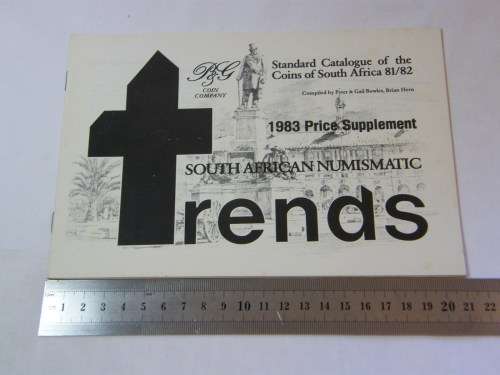 P&G
COIN
COMPANY
Standard Catalogue of the
Coins of South Africa 81/82
Compiled by Peter & Gail Bowles, Brian Hern
1983 Price Supplement
SOUTH AFRICAN NUMISMATIC
trends
1 2 3 4 5 6 7 8 9 10 11 12 13 14 15 16 17 18 19 20 21 22